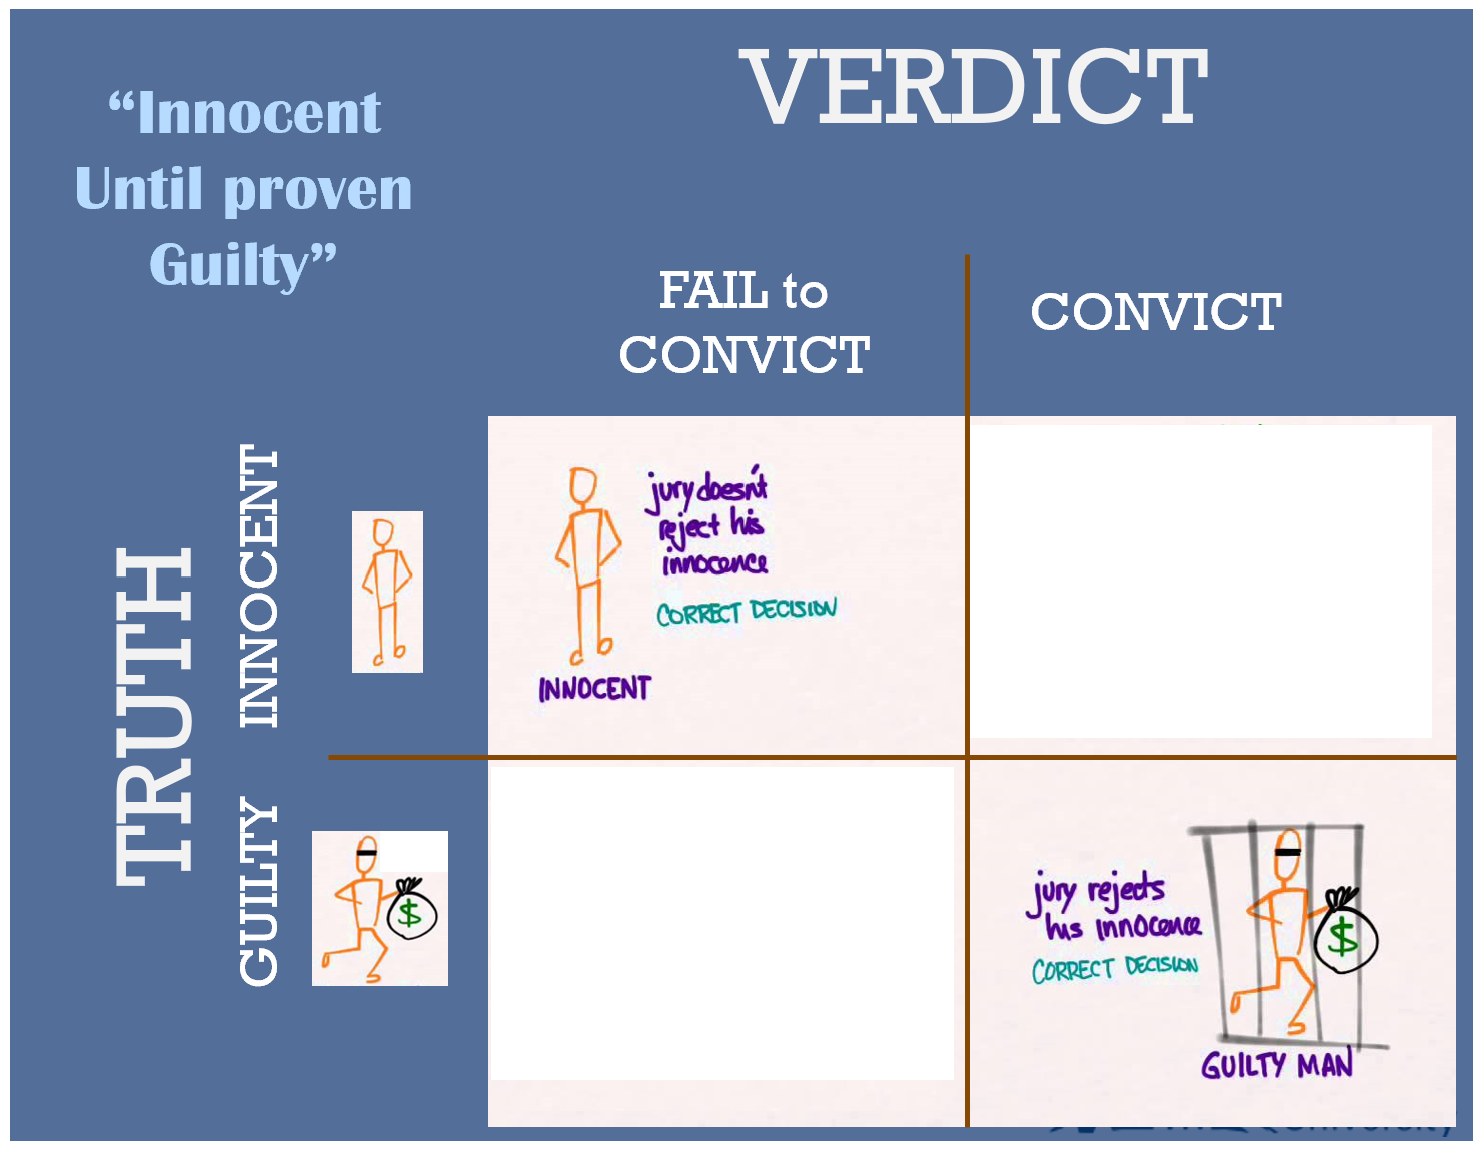 “Innocent
Until proven
Guilty”
VERDICT
FAIL to
CONVICT
CONVICT
TRUTH
INNOCENT
GUILTY
jury doesn't
reject his
innocence
CORRECT DECISION
INNOCENT
$
jury rejects
his innocence
CORRECT DECISION
$
GUILTY MAN
University